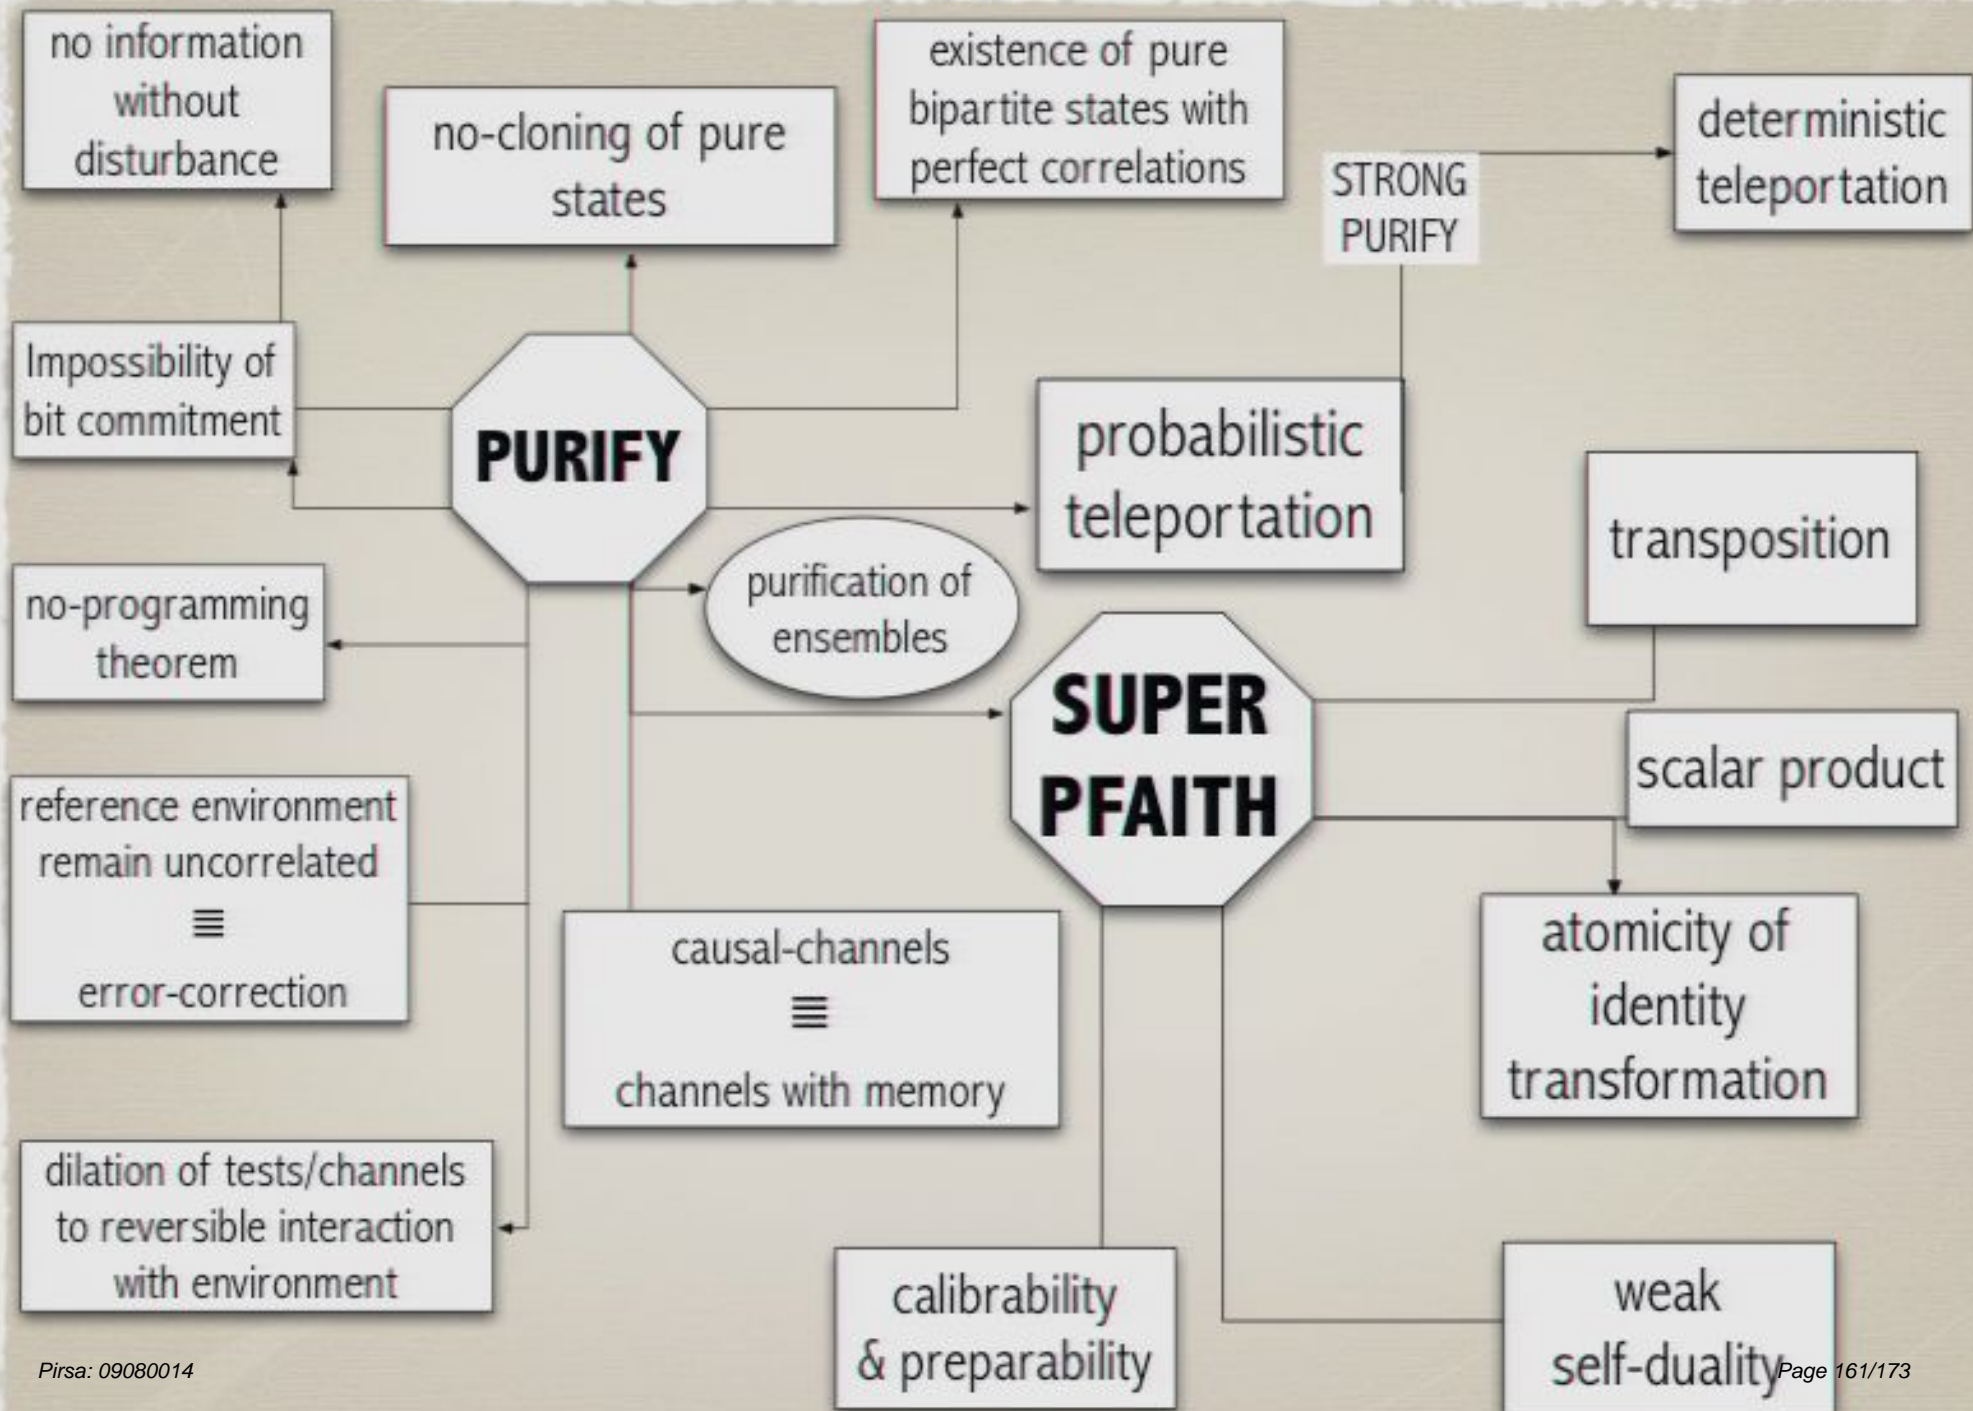 no information
without
disturbance
no-cloning of pure
states
existence of pure
bipartite states with
perfect correlations
STRONG
PURIFY
deterministic
teleportation
Impossibility of
bit commitment
PURIFY
probabilistic
teleportation
transposition
no-programming
theorem
purification of
ensembles
SUPER
PFAITH
scalar product
reference environment
remain uncorrelated
≣
error-correction
causal-channels
≣
channels with memory
atomicity of
identity
transformation
dilation of tests/channels
to reversible interaction
with environment
calibrability
& preparability
weak
self-duality
Pirsa: 09080014
Page 161/173